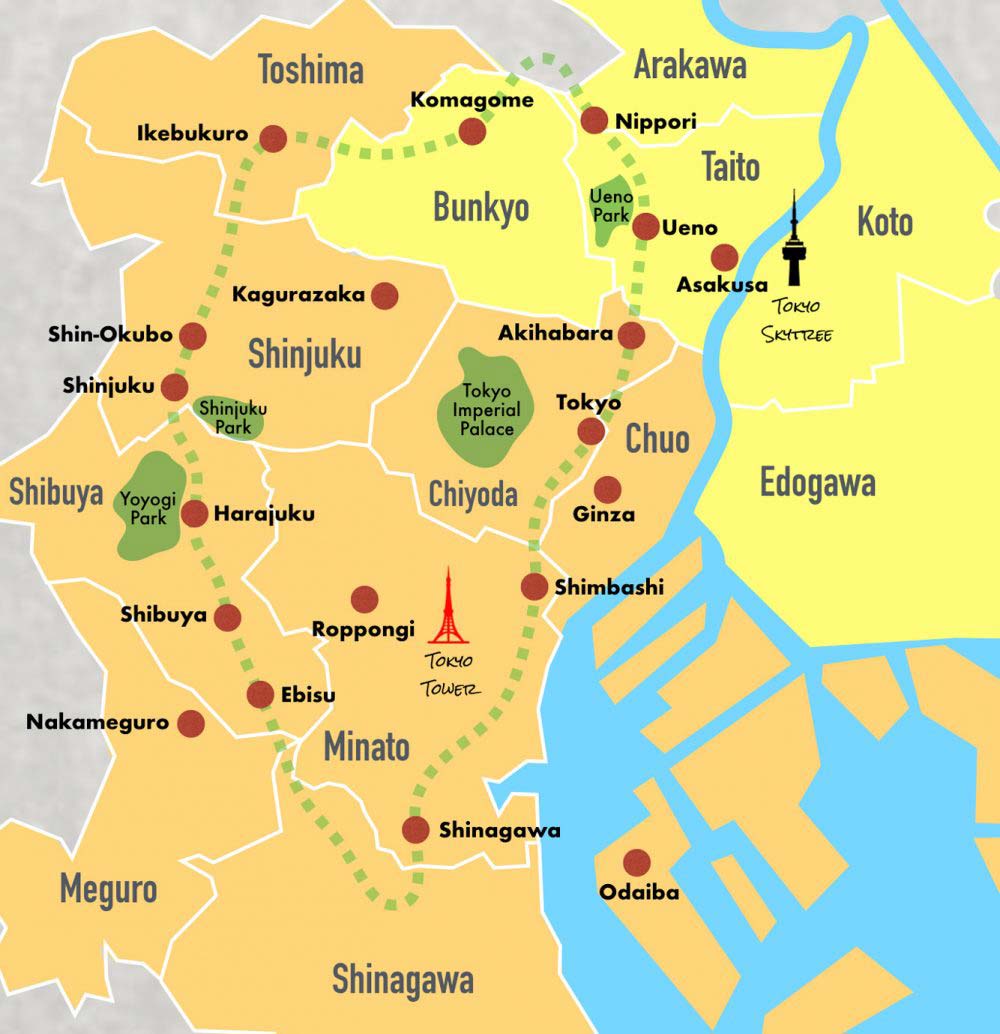 Toshima
Arakawa
Komagome
Ikebukuro
Nippori
Taito
Bunkyo
Ueno
Park
Koto
Ueno
Asakusa
Kagurazaka
Tokyo
Skytree
Shin-Okubo
Akihabara
Shinjuku
Shinjuku
Shinjuku
Park
Tokyo
Imperial
Palace
Tokyo
Chuo
Shibuya
Yoyogi
Park
Chiyoda
Edogawa
Harajuku
Ginza
Shimbashi
Shibuya
Roppongi
Tokyo
Tower
Ebisu
Nakameguro
Minato
Shinagawa
Meguro
Odaiba
Shinagawa